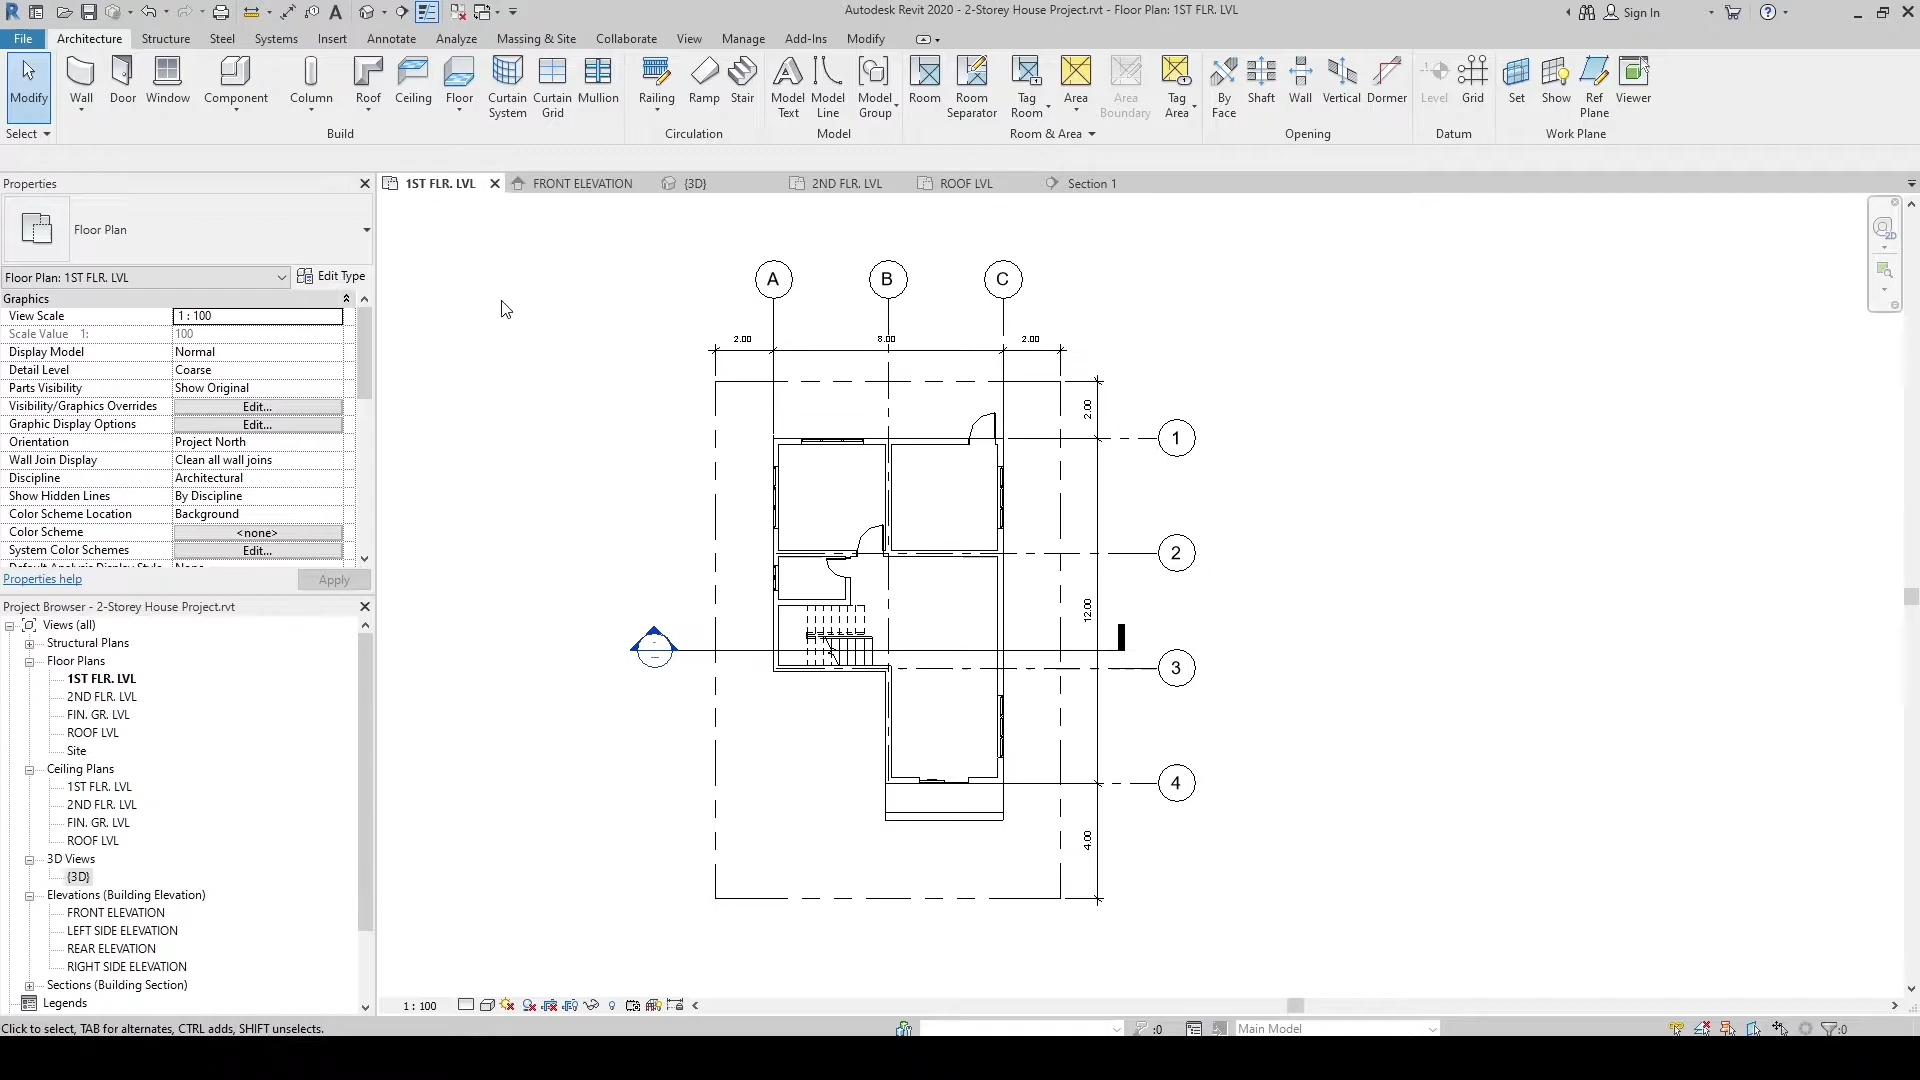 Autodesk Revit 2020 - 2-Storey House Project.rvt - Floor Plan: 1ST FLR. LVL
Sign In
File Architecture Structure Steel Systems Insert Annotate Analyze Massing & Site Collaborate View Manage Add-Ins Modify
Modify Wall Door Window Component Column Roof Ceiling Floor Curtain System Curtain Grid Mullion Railing Ramp Stair Model Text Model Line Model Group Room Room Separator Tag Room Area Area Boundary Tag Area By Face Shaft Wall Vertical Dormer Level Grid Set Show Ref Plane Viewer
Select Build Circulation Model Room & Area Opening Datum Work Plane
Properties
1ST FLR. LVL FRONT ELEVATION {3D} 2ND FLR. LVL ROOF LVL Section 1
Floor Plan
Floor Plan: 1ST FLR. LVL Edit Type
Graphics
View Scale 1 : 100
Scale Value 1: 100
Display Model Normal
Detail Level Coarse
Parts Visibility Show Original
Visibility/Graphics Overrides Edit...
Graphic Display Options Edit...
Orientation Project North
Wall Join Display Clean all wall joins
Discipline Architectural
Show Hidden Lines By Discipline
Color Scheme Location Background
Color Scheme <none>
System Color Schemes Edit...
Properties help Apply
Project Browser - 2-Storey House Project.rvt
Views (all)
Structural Plans
Floor Plans
1ST FLR. LVL
2ND FLR. LVL
FIN. GR. LVL
ROOF LVL
Site
Ceiling Plans
1ST FLR. LVL
2ND FLR. LVL
FIN. GR. LVL
ROOF LVL
3D Views
{3D}
Elevations (Building Elevation)
FRONT ELEVATION
LEFT SIDE ELEVATION
REAR ELEVATION
RIGHT SIDE ELEVATION
Sections (Building Section)
Legends
A B C
2.00 8.00 2.00
2.00
1
2
12.00
3
4
4.00
2D
1 : 100
Click to select, TAB for alternates, CTRL adds, SHIFT unselects.
:0
Main Model
:0